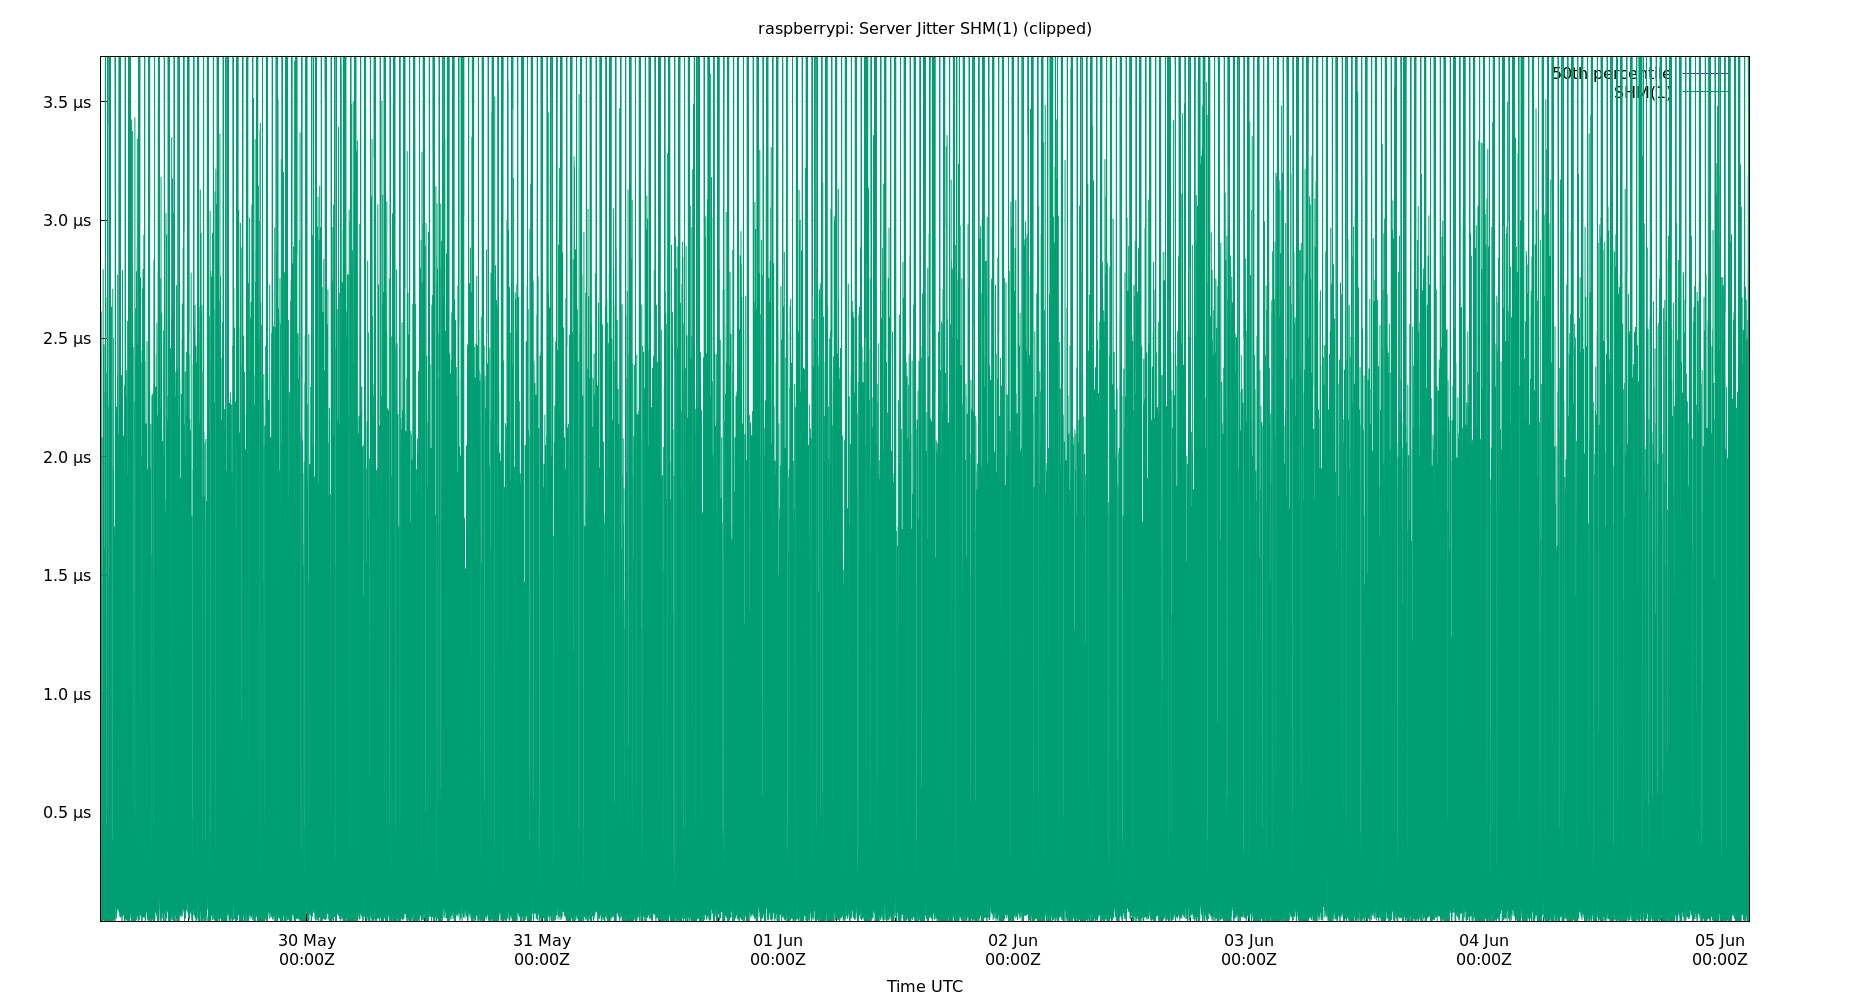 raspberrypi: Server Jitter SHM(1) (clipped)
50th percentile
SHM(1)
3.5 μs
3.0 μs
2.5 μs
2.0 μs
1.5 μs
1.0 μs
0.5 μs
30 May 31 May 01 Jun 02 Jun 03 Jun 04 Jun 05 Jun
00:00Z 00:00Z 00:00Z 00:00Z 00:00Z 00:00Z 00:00Z
Time UTC